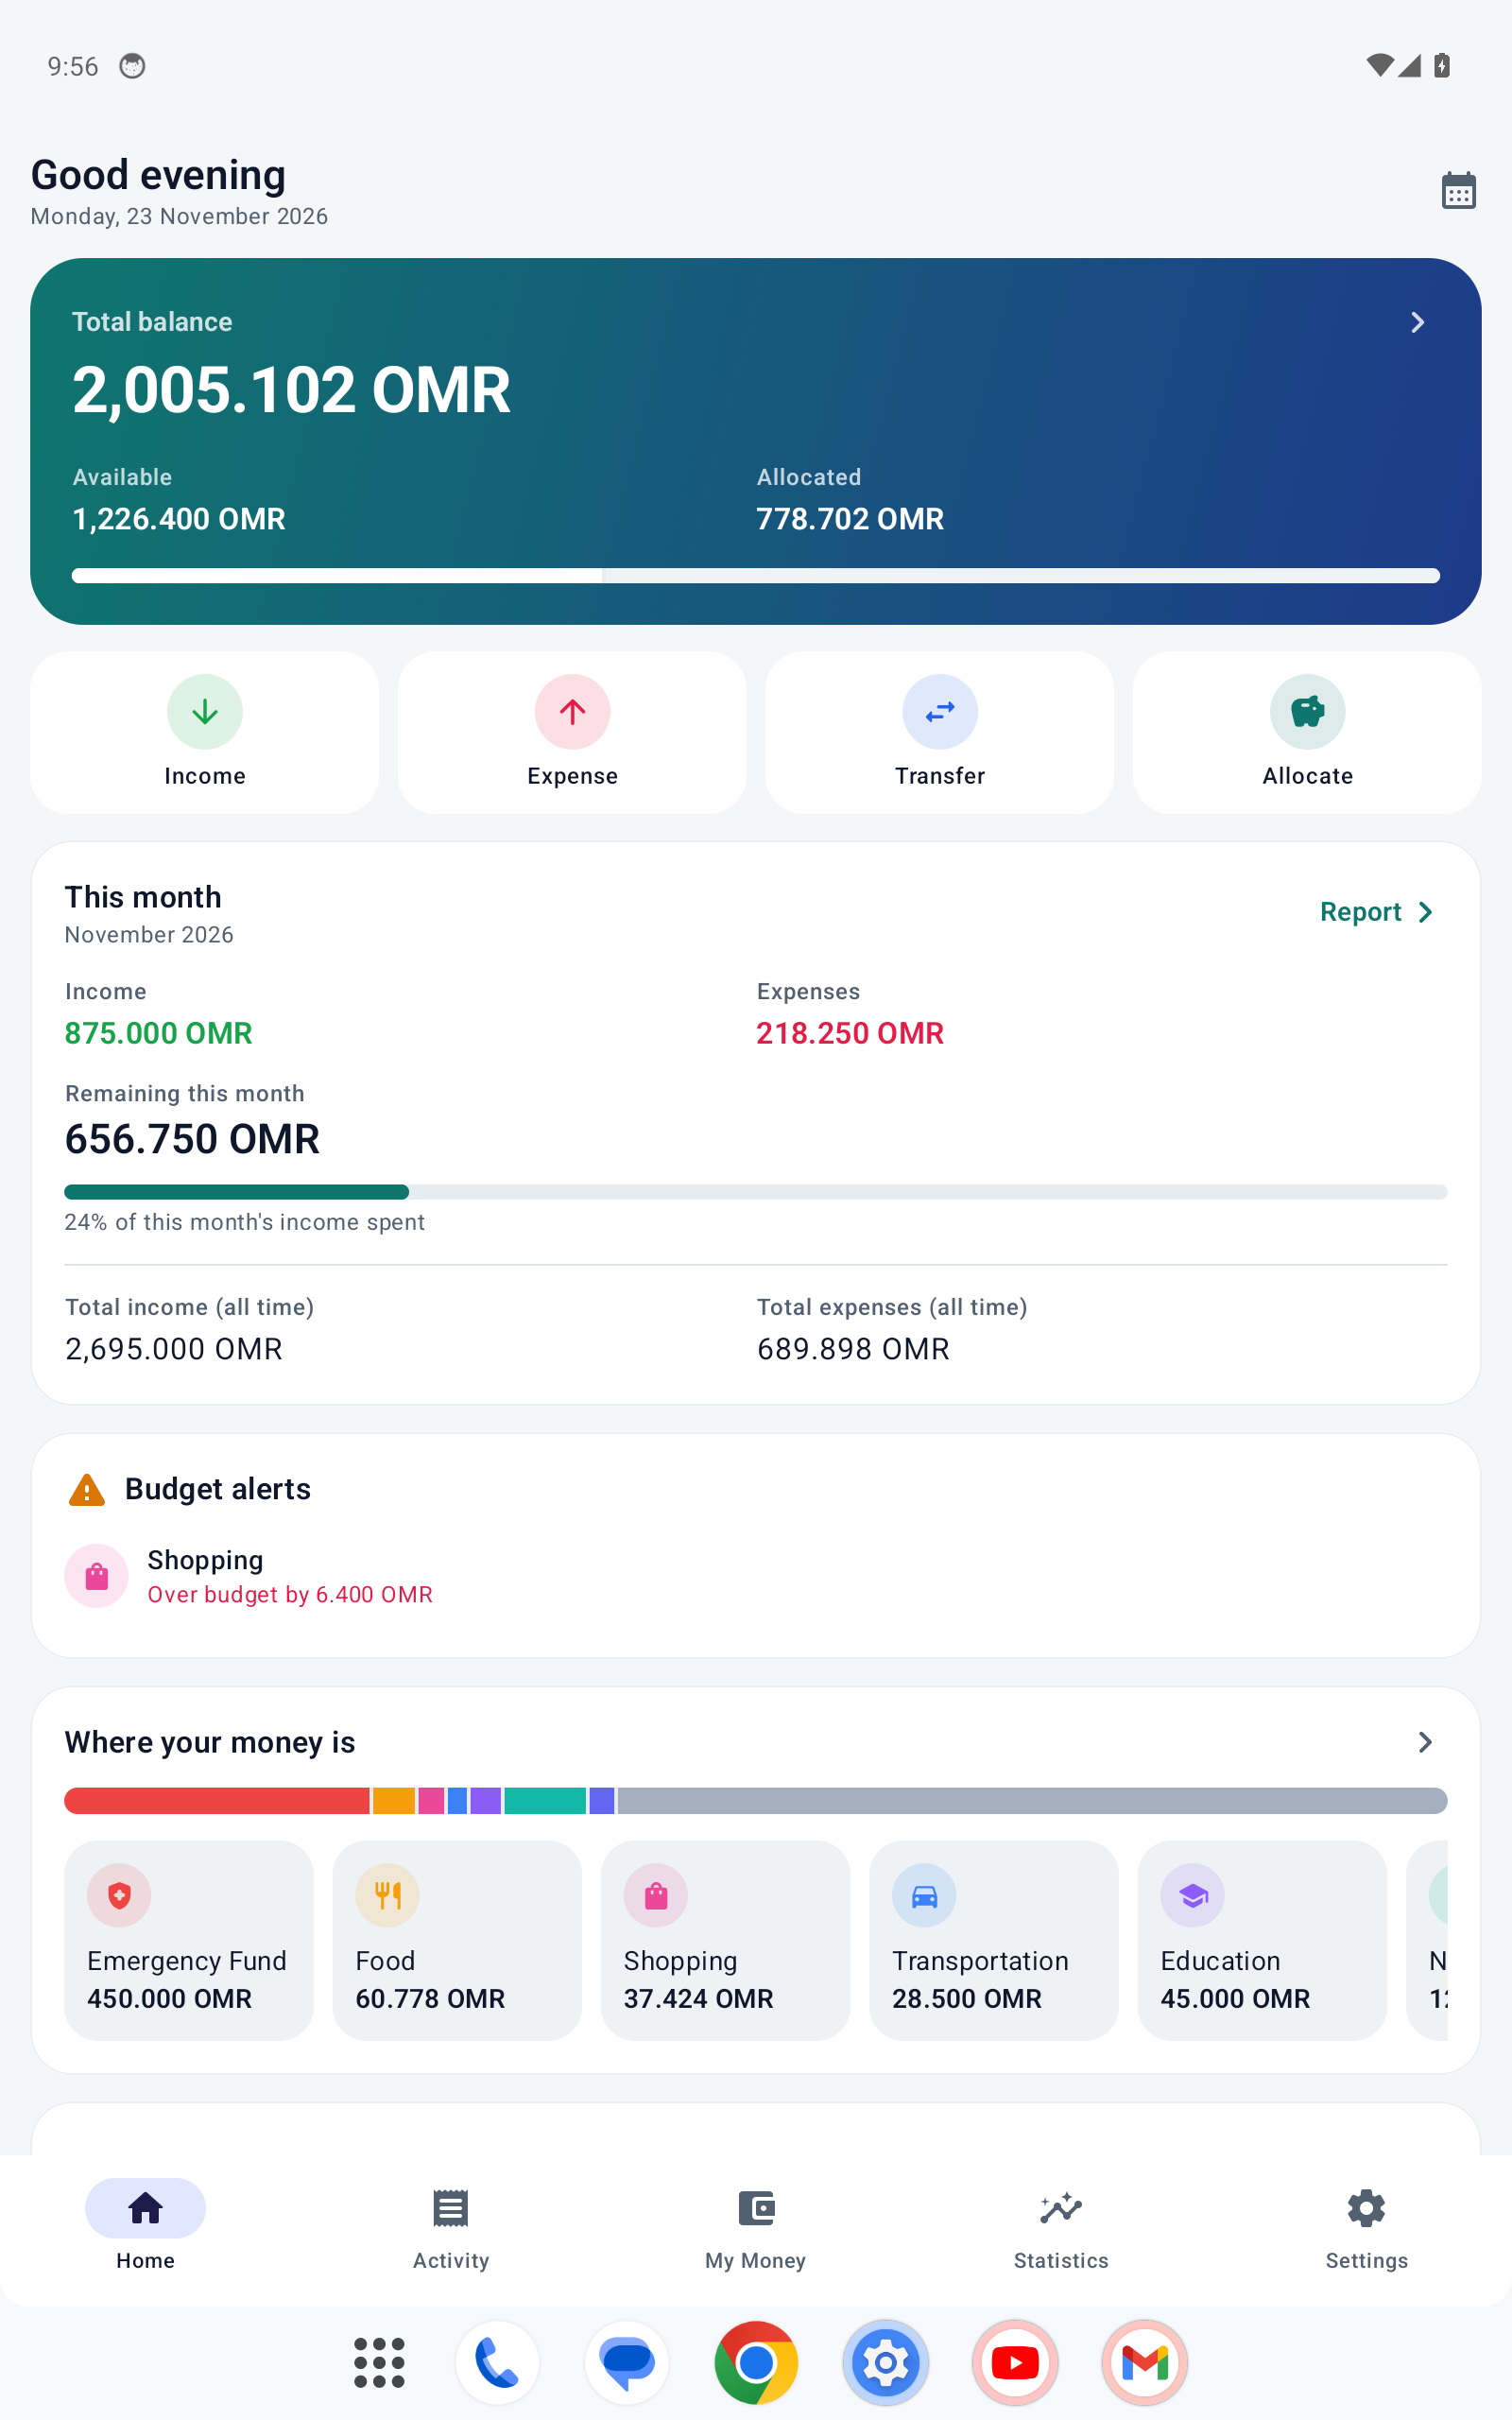 9:56
Good evening
Monday, 23 November 2026
Total balance
2,005.102 OMR
Available
Allocated
1,226.400 OMR
778.702 OMR
Income
Expense
Transfer
Allocate
This month
November 2026
Report
Income
Expenses
875.000 OMR
218.250 OMR
Remaining this month
656.750 OMR
24% of this month's income spent
Total income (all time)
Total expenses (all time)
2,695.000 OMR
689.898 OMR
Budget alerts
Shopping
Over budget by 6.400 OMR
Where your money is
Emergency Fund
450.000 OMR
Food
60.778 OMR
Shopping
37.424 OMR
Transportation
28.500 OMR
Education
45.000 OMR
Home
Activity
My Money
Statistics
Settings